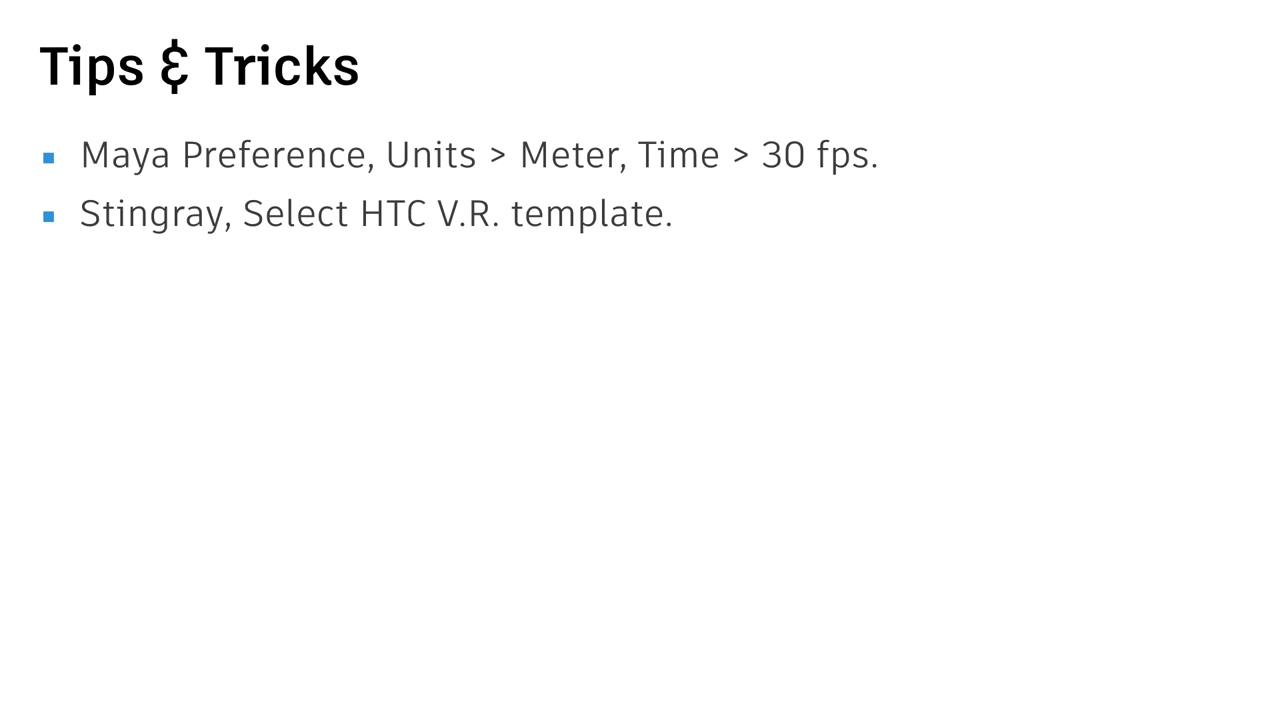 Tips & Tricks
▪ Maya Preference, Units > Meter, Time > 30 fps.
▪ Stingray, Select HTC V.R. template.